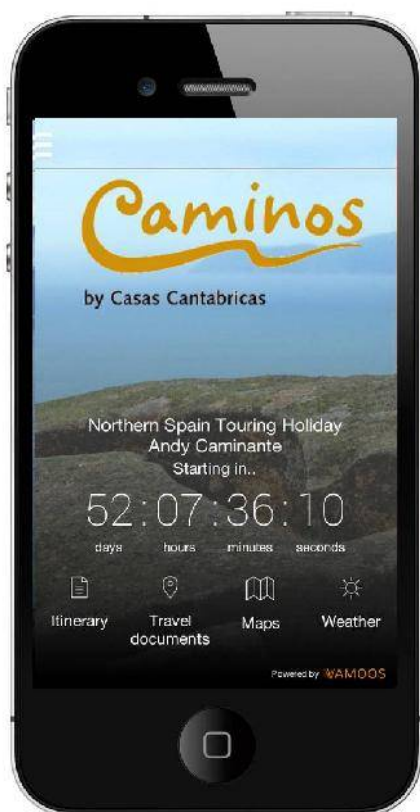 Caminos
by Casas Cantabricas
Northern Spain Touring Holiday
Andy Caminante
Starting in..
52:07:36:10
days hours minutes seconds
Itinerary Travel documents Maps Weather
Powered by VAMOOS